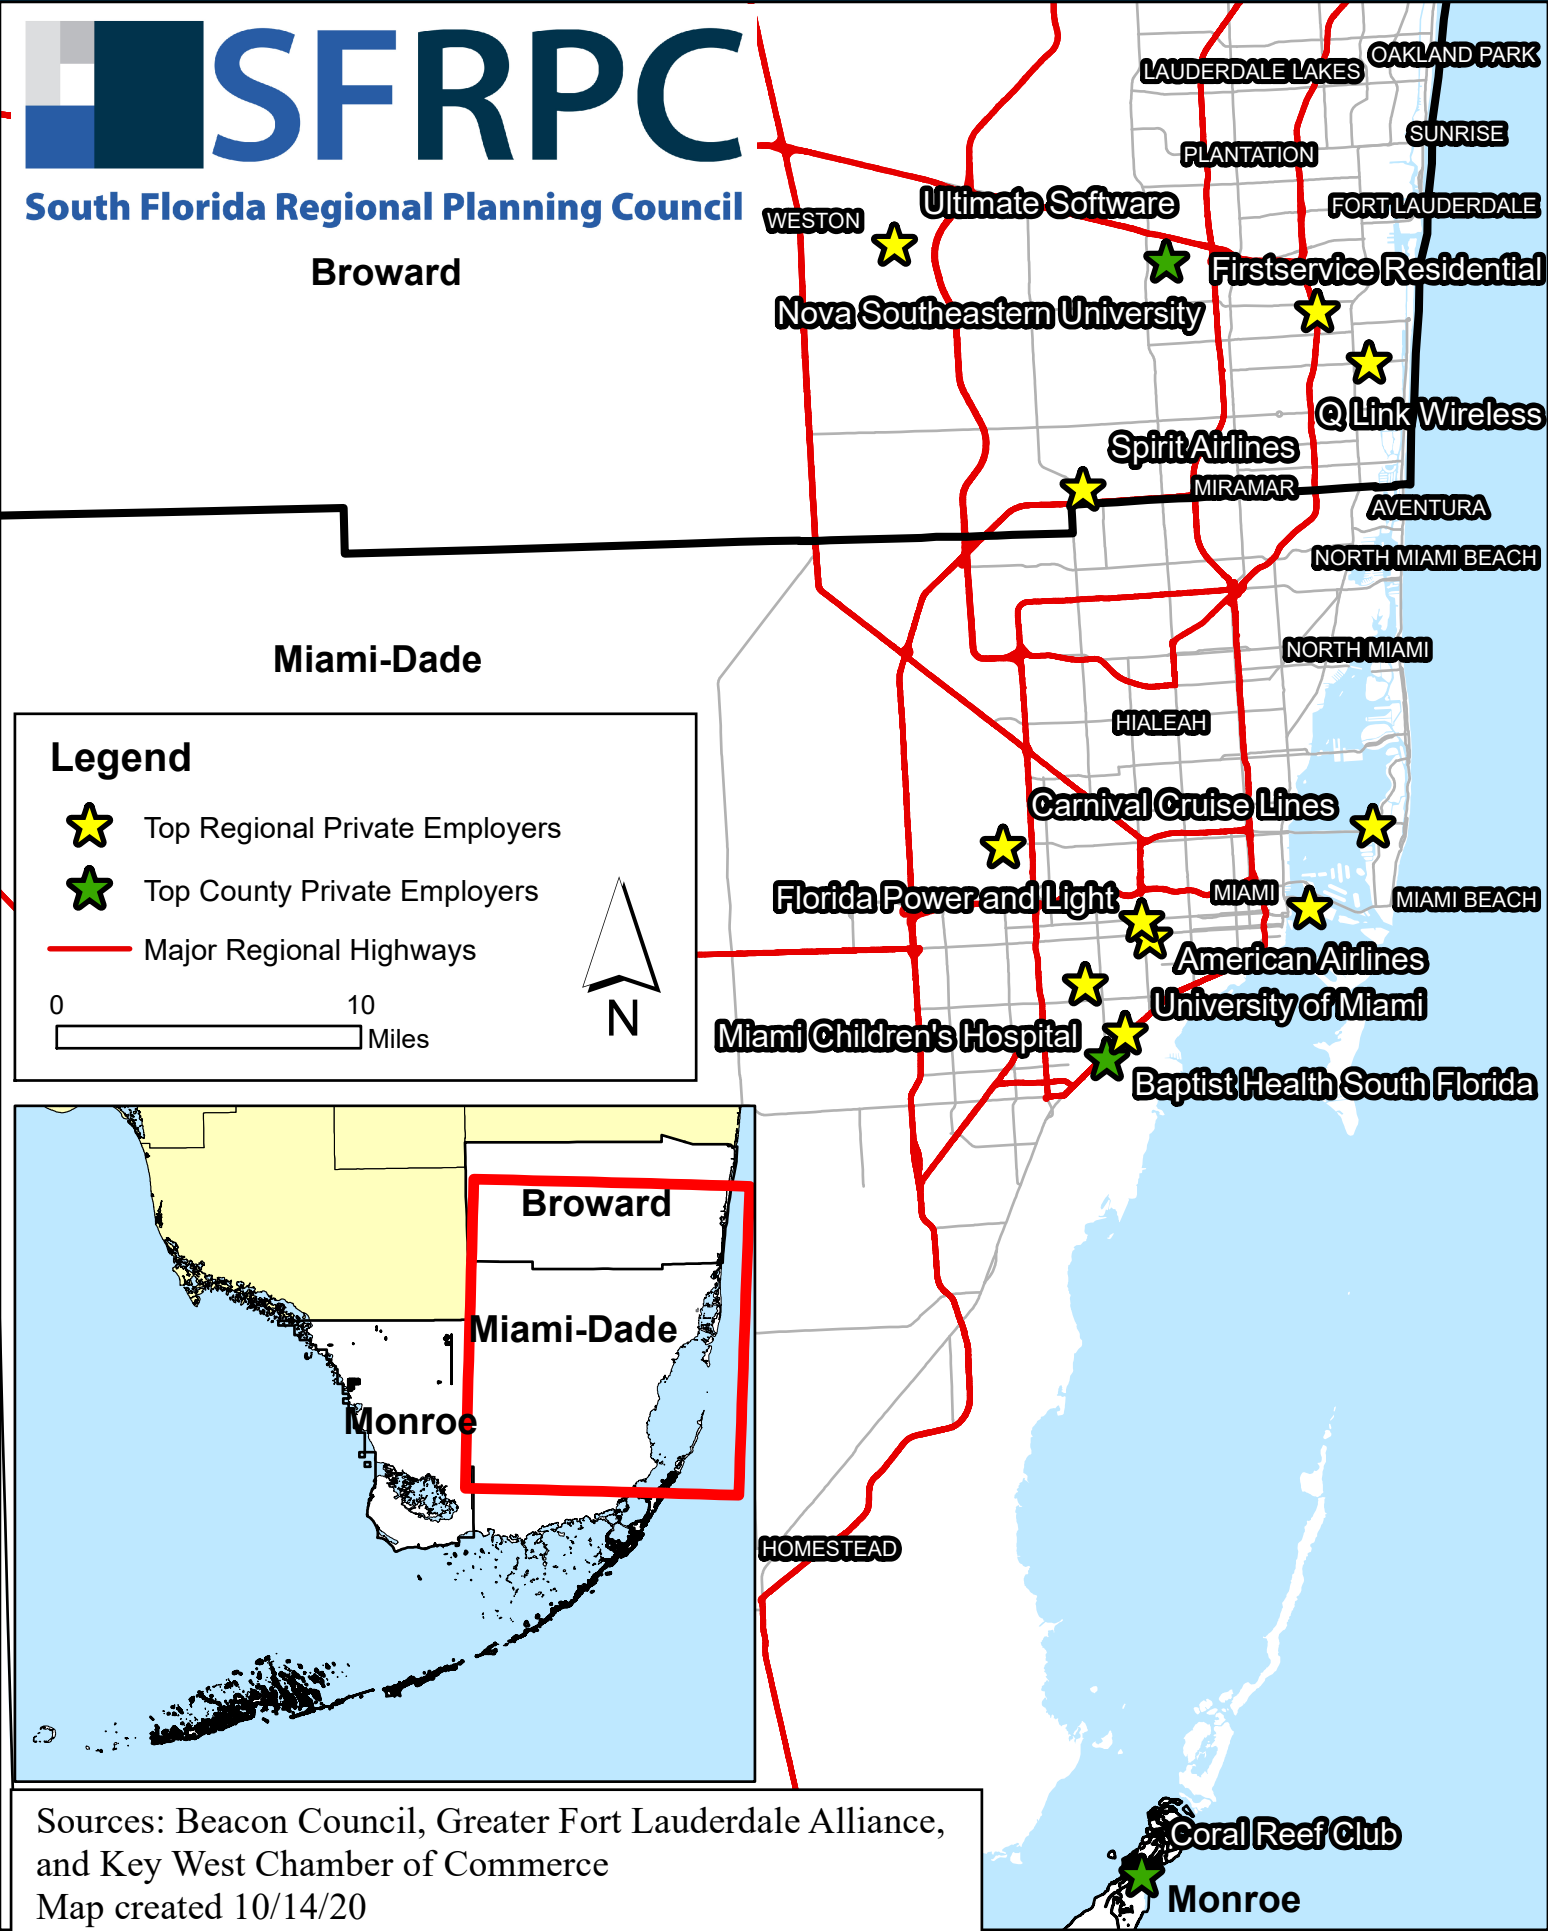 SFRPC
South Florida Regional Planning Council
OAKLAND PARK
LAUDERDALE LAKES
SUNRISE
PLANTATION
Ultimate Software
FORT LAUDERDALE
WESTON
Broward
Firstservice Residential
Nova Southeastern University
Q Link Wireless
Spirit Airlines
MIRAMAR
AVENTURA
NORTH MIAMI BEACH
NORTH MIAMI
Miami-Dade
HIALEAH
Legend
Top Regional Private Employers
Top County Private Employers
Major Regional Highways
0 10
Miles
N
Carnival Cruise Lines
Florida Power and Light
MIAMI
MIAMI BEACH
American Airlines
University of Miami
Miami Children's Hospital
Baptist Health South Florida
Broward
Miami-Dade
Monroe
HOMESTEAD
Coral Reef Club
Monroe
Sources: Beacon Council, Greater Fort Lauderdale Alliance,
and Key West Chamber of Commerce
Map created 10/14/20